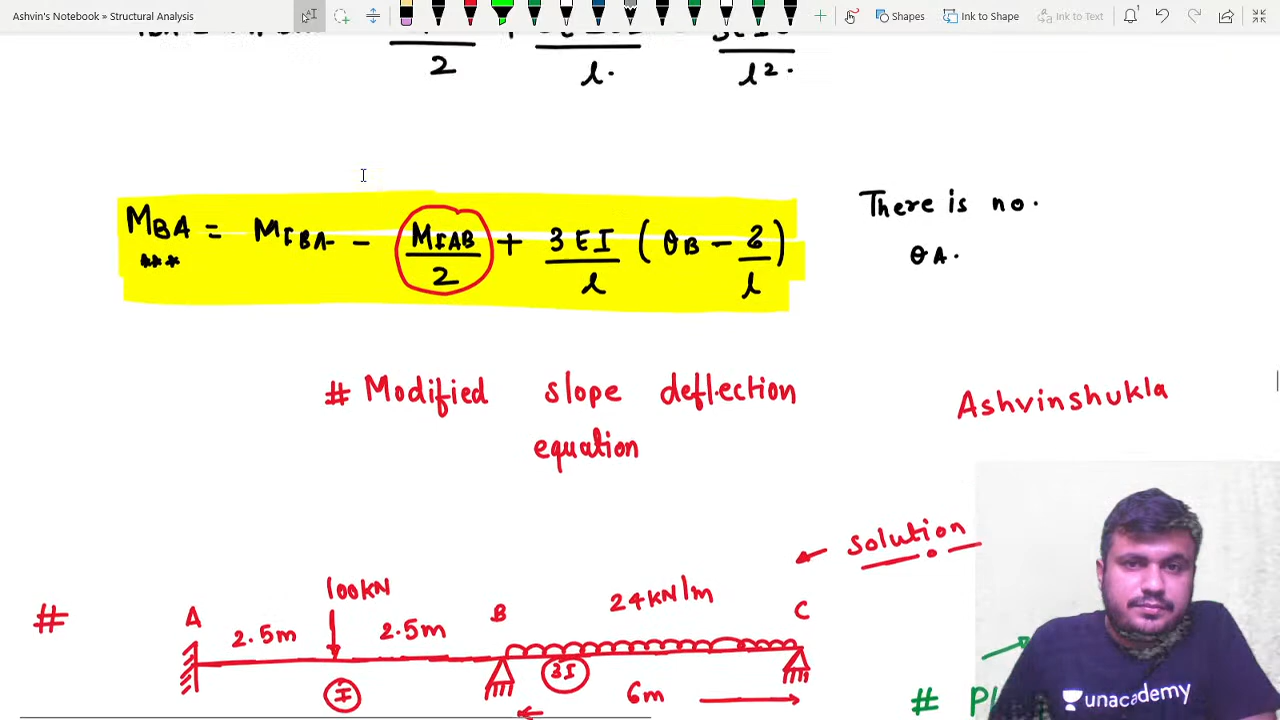 Ashvin's Notebook » Structural Analysis
Shapes
Ink to Shape
Ink to Text
2
l.
l2.
MBA = MFBA - MFAB/2 + 3EI/l (θB - δ/l)
***
There is no.
θA.
# Modified slope deflection
equation
Ashvinshukla
Solution
#
100KN
24KN/m
A
B
C
2.5m
2.5m
I
3I
6m
unacademy